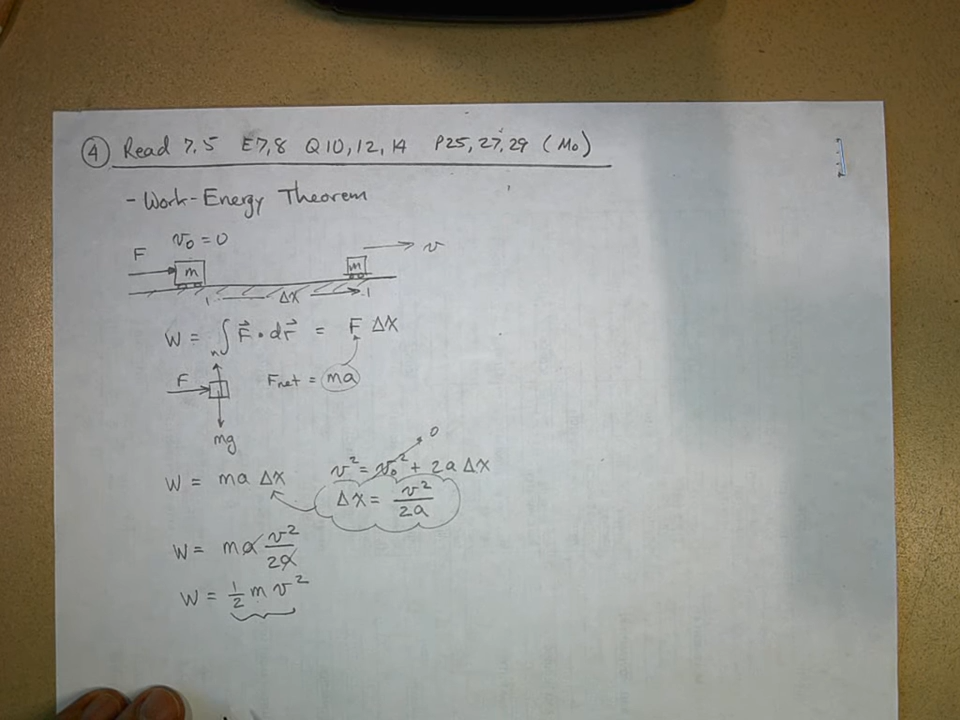 ④ Read 7,5 E7,8 Q10,12,14 P25,27,29 (Mo)
- Work-Energy Theorem
v₀ = 0
F m m v
Δx
W = ∫F⃗ • dr⃗ = F Δx
n
F Fnet = ma
mg
0
W = ma Δx v² = v₀² + 2a Δx
Δx = v²/2a
W = ma v²/2a
W = ½ m v²